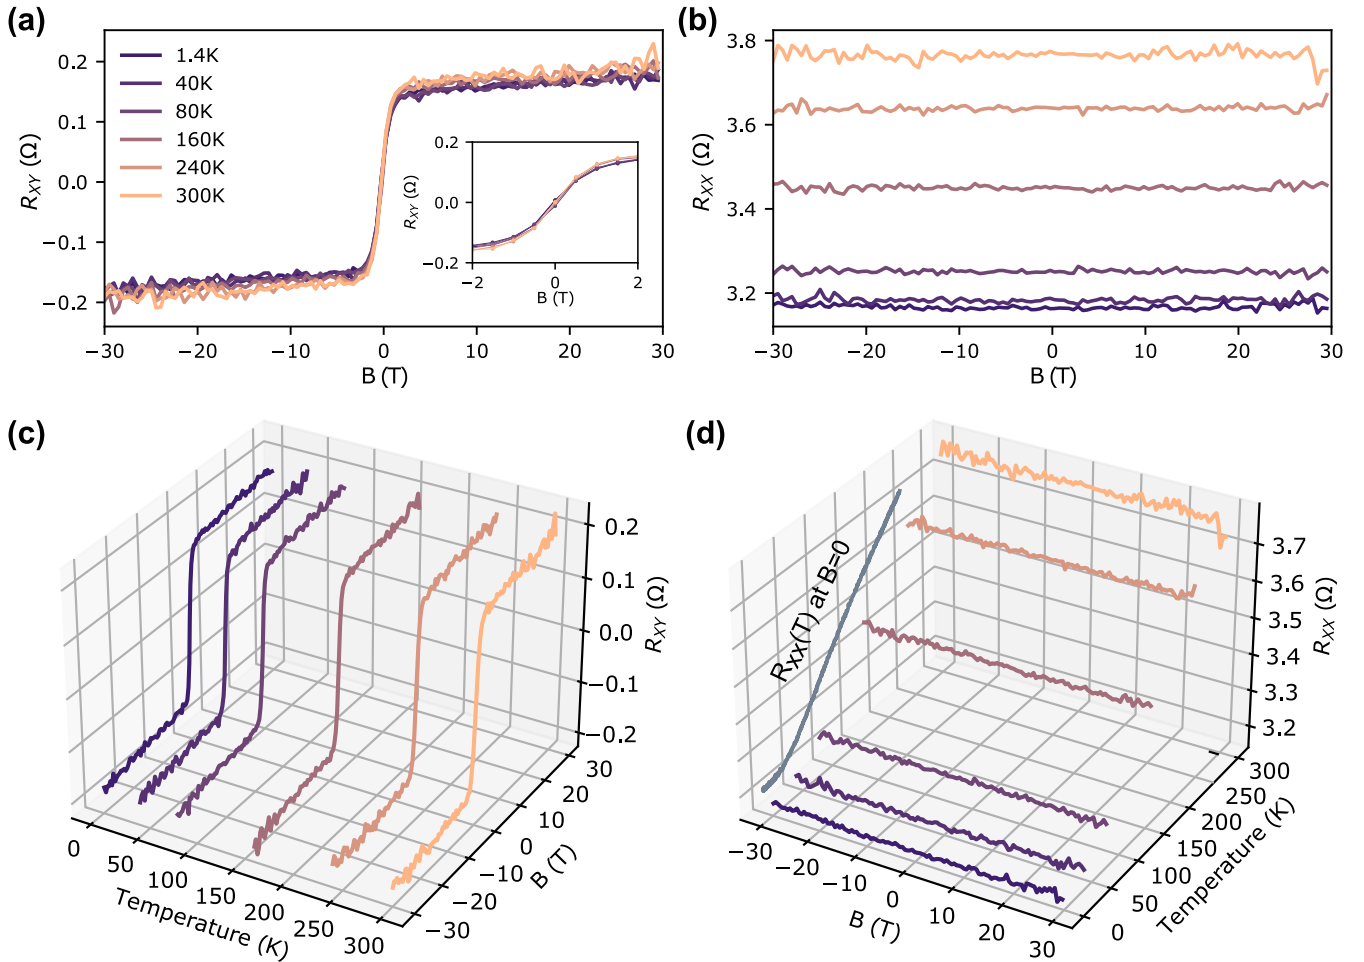 (a)
0.2
0.1
0.0
−0.1
−0.2
R_XY (Ω)
1.4K
40K
80K
160K
240K
300K
0.2
0.0
−0.2
R_XY (Ω)
−2
0
2
B (T)
−30
−20
−10
0
10
20
30
B (T)
(b)
3.8
3.6
3.4
3.2
R_XX (Ω)
−30
−20
−10
0
10
20
30
B (T)
(c)
0.2
0.1
0.0
−0.1
−0.2
R_XY (Ω)
0
50
100
150
200
250
300
Temperature (K)
−30
−20
−10
0
10
20
30
B (T)
(d)
R_XX(T) at B=0
3.7
3.6
3.5
3.4
3.3
3.2
R_XX (Ω)
−30
−20
−10
0
10
20
30
B (T)
0
50
100
150
200
250
300
Temperature (K)